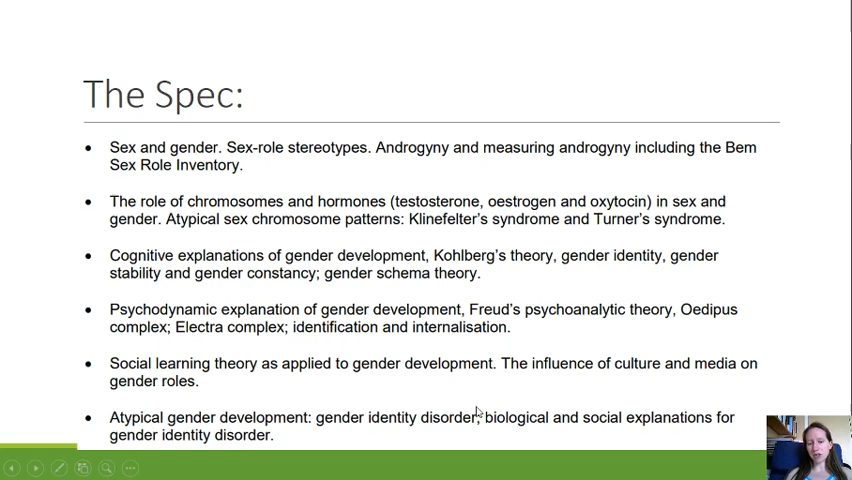 The Spec:
Sex and gender. Sex-role stereotypes. Androgyny and measuring androgyny including the Bem
Sex Role Inventory.
The role of chromosomes and hormones (testosterone, oestrogen and oxytocin) in sex and
gender. Atypical sex chromosome patterns: Klinefelter's syndrome and Turner's syndrome.
Cognitive explanations of gender development, Kohlberg's theory, gender identity, gender
stability and gender constancy; gender schema theory.
Psychodynamic explanation of gender development, Freud's psychoanalytic theory, Oedipus
complex; Electra complex; identification and internalisation.
Social learning theory as applied to gender development. The influence of culture and media on
gender roles.
Atypical gender development: gender identity disorder; biological and social explanations for
gender identity disorder.